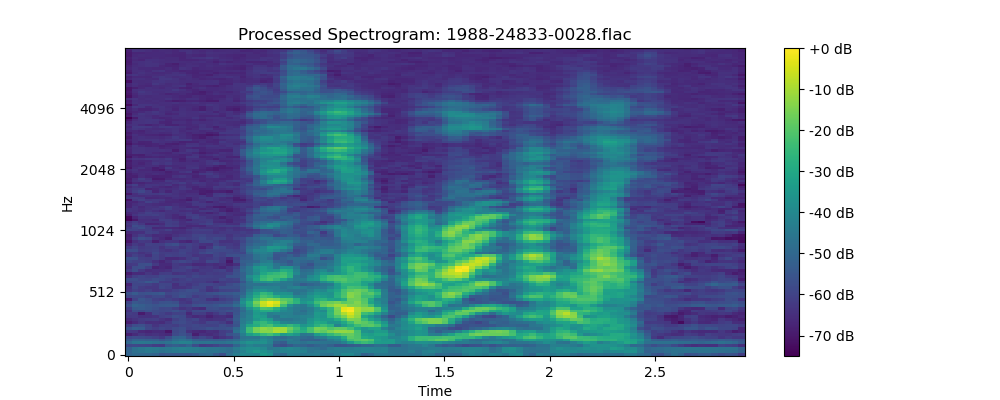 Processed Spectrogram: 1988-24833-0028.flac
Hz
4096
2048
1024
512
0
0
0.5
1
1.5
2
2.5
Time
+0 dB
-10 dB
-20 dB
-30 dB
-40 dB
-50 dB
-60 dB
-70 dB